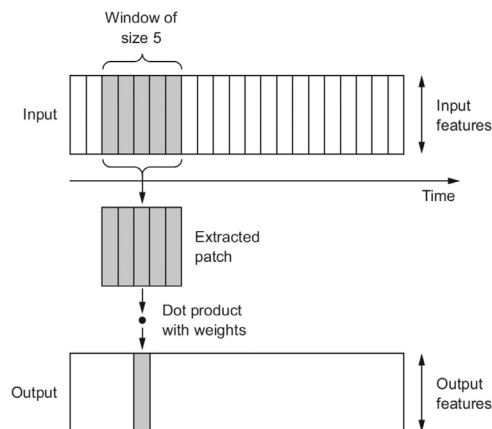 Window of
size 5
Input
Input
features
Time
Extracted
patch
Dot product
with weights
Output
Output
features